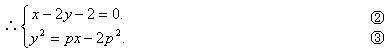 ∴ { x－2y－2＝0. ②
y²＝px－2p². ③